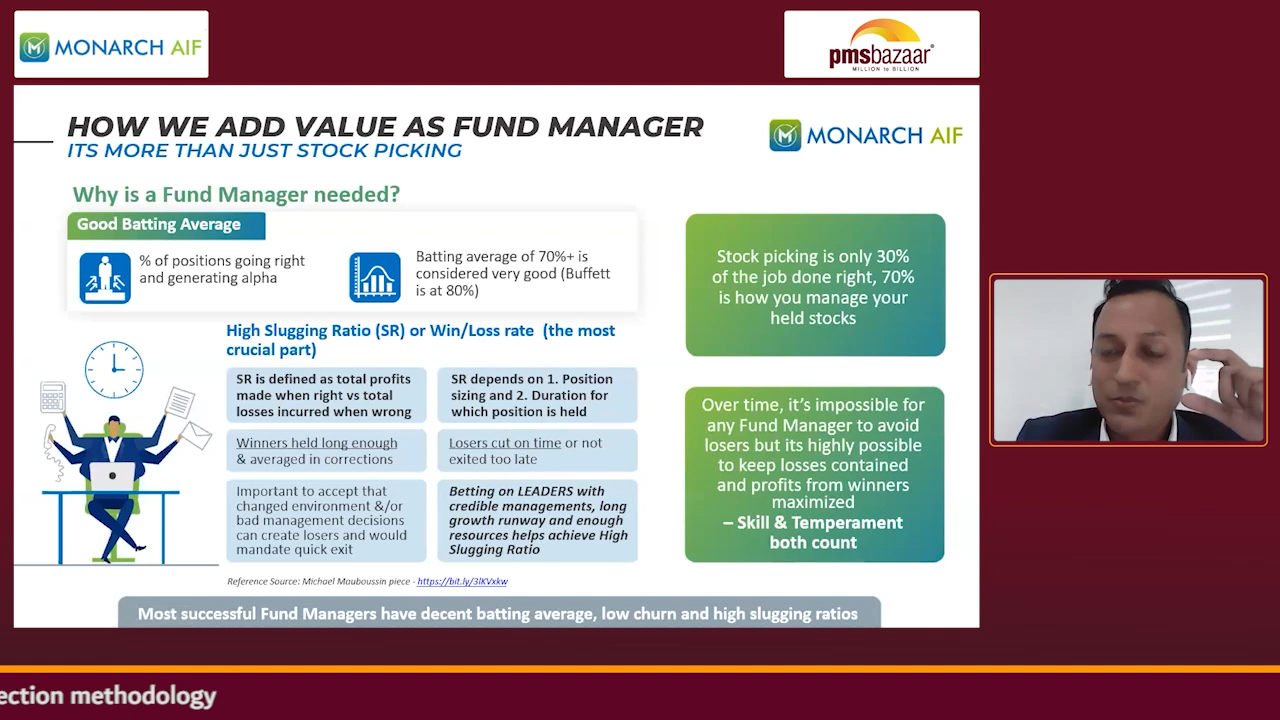 MONARCH AIF
pmsbazaar
MILLION to BILLION
HOW WE ADD VALUE AS FUND MANAGER
ITS MORE THAN JUST STOCK PICKING
MONARCH AIF
Why is a Fund Manager needed?
Good Batting Average
% of positions going right
and generating alpha
Batting average of 70%+ is
considered very good (Buffett
is at 80%)
High Slugging Ratio (SR) or Win/Loss rate (the most
crucial part)
SR is defined as total profits
made when right vs total
losses incurred when wrong
SR depends on 1. Position
sizing and 2. Duration for
which position is held
Winners held long enough
& averaged in corrections
Losers cut on time or not
exited too late
Important to accept that
changed environment &/or
bad management decisions
can create losers and would
mandate quick exit
Betting on LEADERS with
credible managements, long
growth runway and enough
resources helps achieve High
Slugging Ratio
Reference Source: Michael Mauboussin piece - https://bit.ly/3lKVxkw
Stock picking is only 30%
of the job done right, 70%
is how you manage your
held stocks
Over time, it’s impossible for
any Fund Manager to avoid
losers but its highly possible
to keep losses contained
and profits from winners
maximized
– Skill & Temperament
both count
Most successful Fund Managers have decent batting average, low churn and high slugging ratios
ection methodology